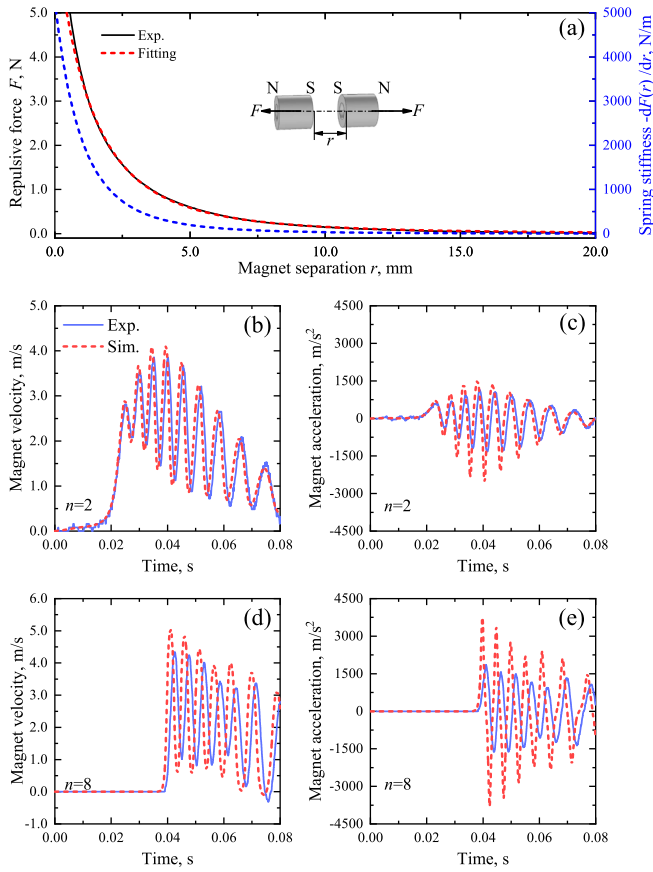 (a)
Exp.
Fitting
N S S N
F F
r
5.0
4.0
3.0
2.0
1.0
0.0
Repulsive force F, N
5000
4000
3000
2000
1000
0
Spring stiffness -dF(r) /dr, N/m
0.0 5.0 10.0 15.0 20.0
Magnet separation r, mm
(b)
Exp.
Sim.
n=2
5.0
4.0
3.0
2.0
1.0
0.0
Magnet velocity, m/s
0.00 0.02 0.04 0.06 0.08
Time, s
(c)
n=2
4500
3000
1500
0
-1500
-3000
-4500
Magnet acceleration, m/s²
0.00 0.02 0.04 0.06 0.08
Time, s
(d)
n=8
6.0
5.0
4.0
3.0
2.0
1.0
0.0
-1.0
Magnet velocity, m/s
0.00 0.02 0.04 0.06 0.08
Time, s
(e)
n=8
4500
3000
1500
0
-1500
-3000
-4500
Magnet acceleration, m/s²
0.00 0.02 0.04 0.06 0.08
Time, s